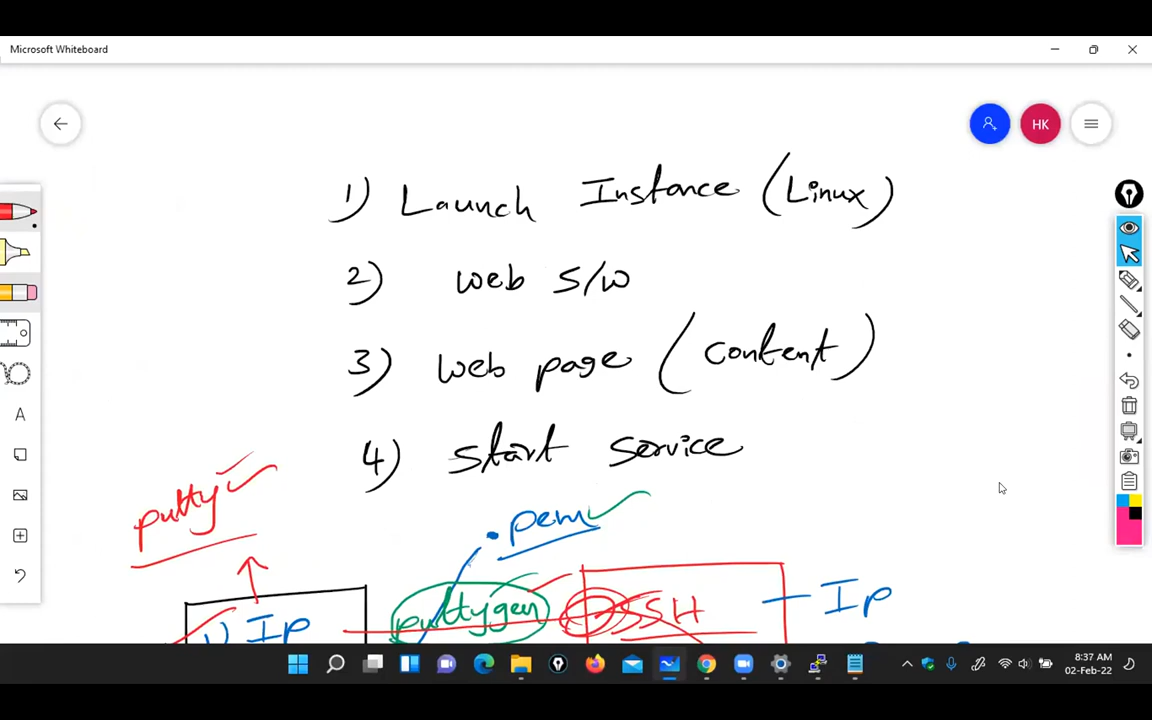 Microsoft Whiteboard
HK
1) Launch Instance (Linux)
2) Web S/W
3) Web page (content)
4) Start service
putty
.pem
1) Ip
puttygen
SSH
Ip
A
8:37 AM
02-Feb-22